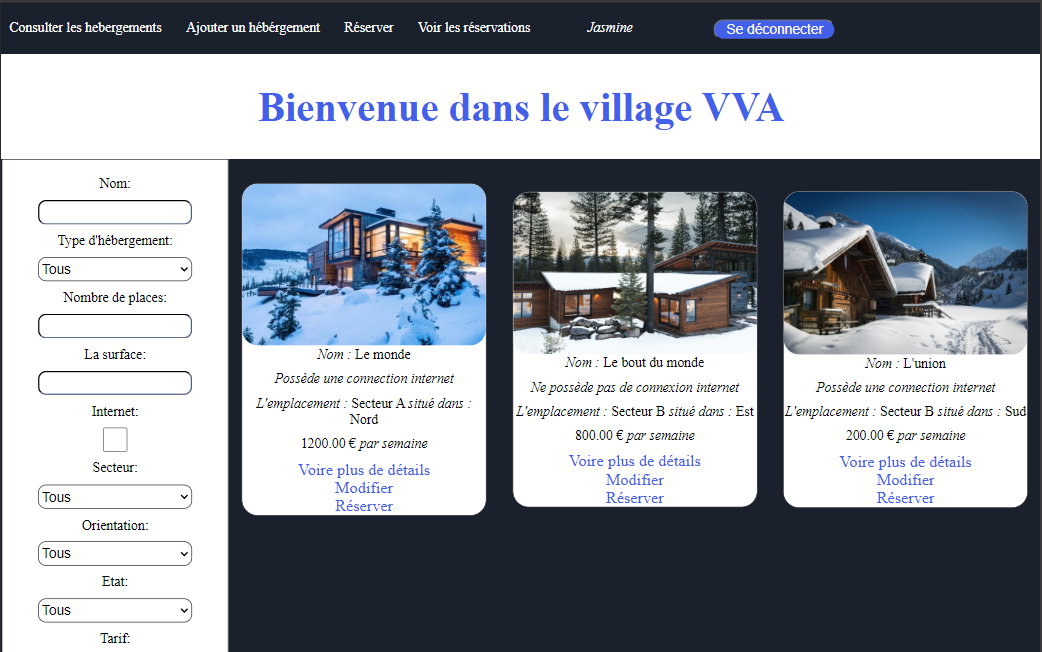 Consulter les hebergements Ajouter un hébérgement Réserver Voir les réservations Jasmine Se déconnecter
Bienvenue dans le village VVA
Nom:
Type d'hébergement:
Tous
Nombre de places:
La surface:
Internet:
Secteur:
Tous
Orientation:
Tous
Etat:
Tous
Tarif:
Nom : Le monde
Possède une connection internet
L'emplacement : Secteur A situé dans :
Nord
1200.00 € par semaine
Voire plus de détails
Modifier
Réserver
Nom : Le bout du monde
Ne possède pas de connexion internet
L'emplacement : Secteur B situé dans : Est
800.00 € par semaine
Voire plus de détails
Modifier
Réserver
Nom : L'union
Possède une connection internet
L'emplacement : Secteur B situé dans : Sud
200.00 € par semaine
Voire plus de détails
Modifier
Réserver